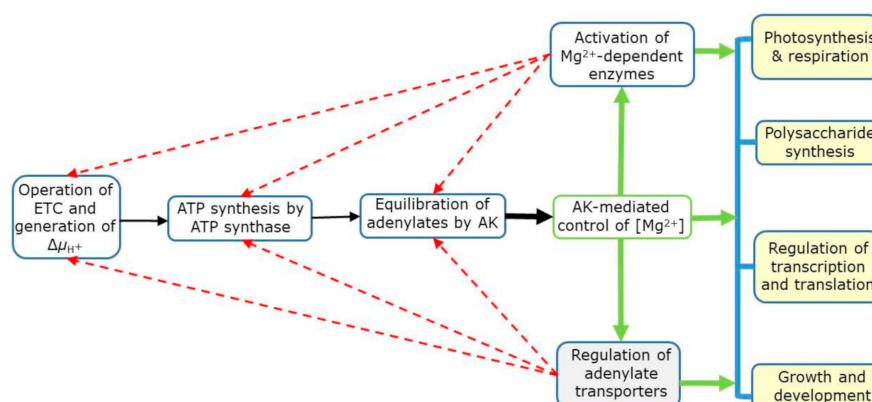 Activation of
Mg²⁺-dependent
enzymes
Photosynthesis
& respiration
Polysaccharide
synthesis
Operation of
ETC and
generation of
Δμ_H⁺
ATP synthesis by
ATP synthase
Equilibration of
adenylates by AK
AK-mediated
control of [Mg²⁺]
Regulation of
transcription
and translation
Regulation of
adenylate
transporters
Growth and
development